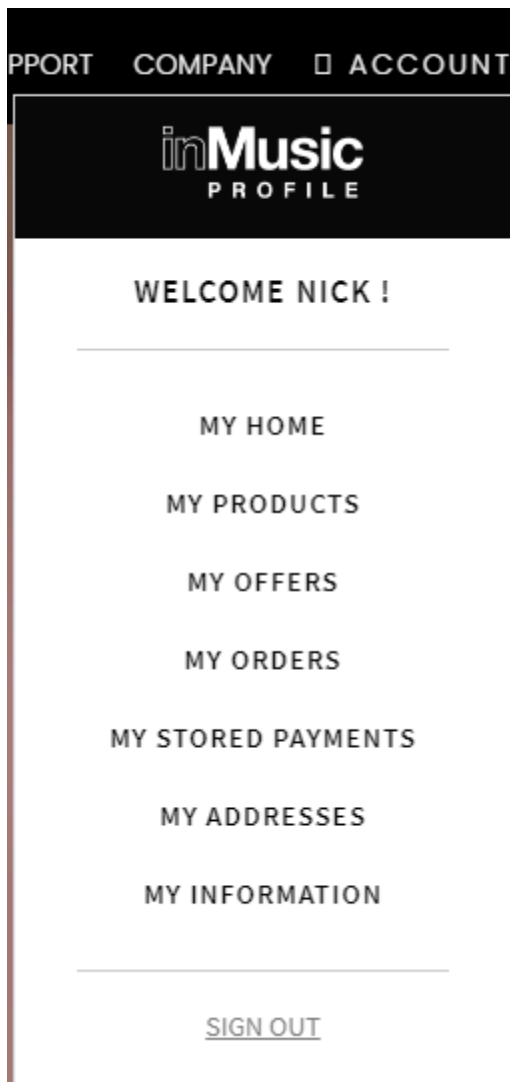 PPORT COMPANY ACCOUNT
inMusic
PROFILE
WELCOME NICK !
MY HOME
MY PRODUCTS
MY OFFERS
MY ORDERS
MY STORED PAYMENTS
MY ADDRESSES
MY INFORMATION
SIGN OUT